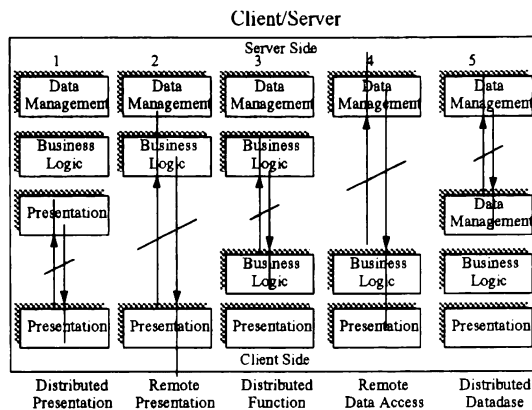 Client/Server
Server Side
1 2 3 4 5
Data Management Data Management Data Management Data Management Data Management
Business Logic Business Logic Business Logic
Presentation
Data Management
Business Logic Business Logic Business Logic
Presentation Presentation Presentation Presentation Presentation
Client Side
Distributed Remote Distributed Remote Distributed
Presentation Presentation Function Data Access Datadase